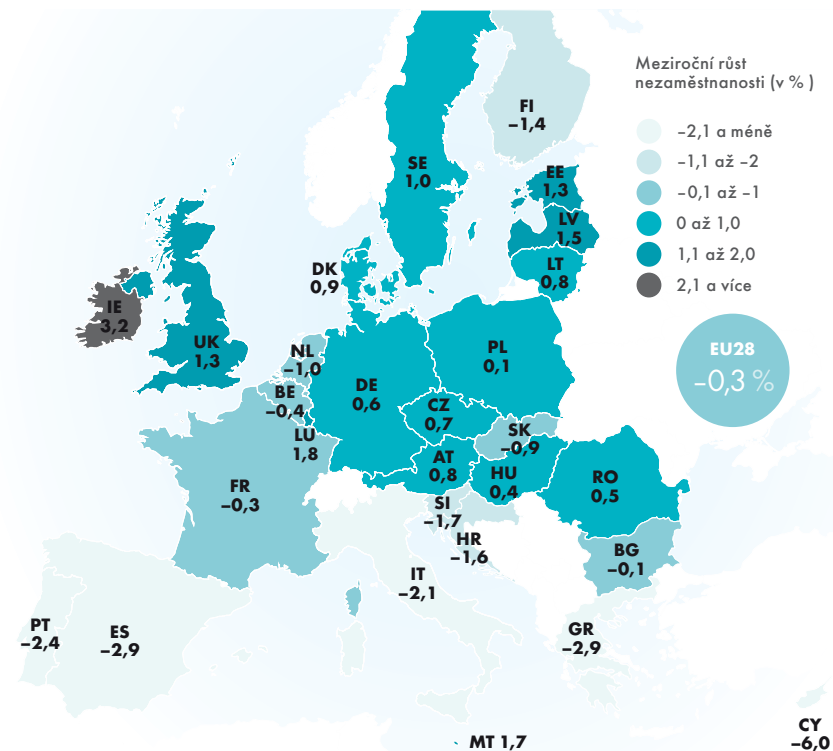 Meziroční růst
nezaměstnanosti (v % )
−2,1 a méně
−1,1 až −2
−0,1 až −1
0 až 1,0
1,1 až 2,0
2,1 a více
EU28
−0,3 %
FI
−1,4
SE
1,0
EE
1,3
LV
1,5
LT
0,8
DK
0,9
IE
3,2
UK
1,3
NL
−1,0
BE
−0,4
LU
1,8
DE
0,6
PL
0,1
CZ
0,7
SK
−0,9
AT
0,8
HU
0,4
RO
0,5
FR
−0,3
SI
−1,7
HR
−1,6
BG
−0,1
IT
−2,1
PT
−2,4
ES
−2,9
GR
−2,9
MT 1,7
CY
−6,0